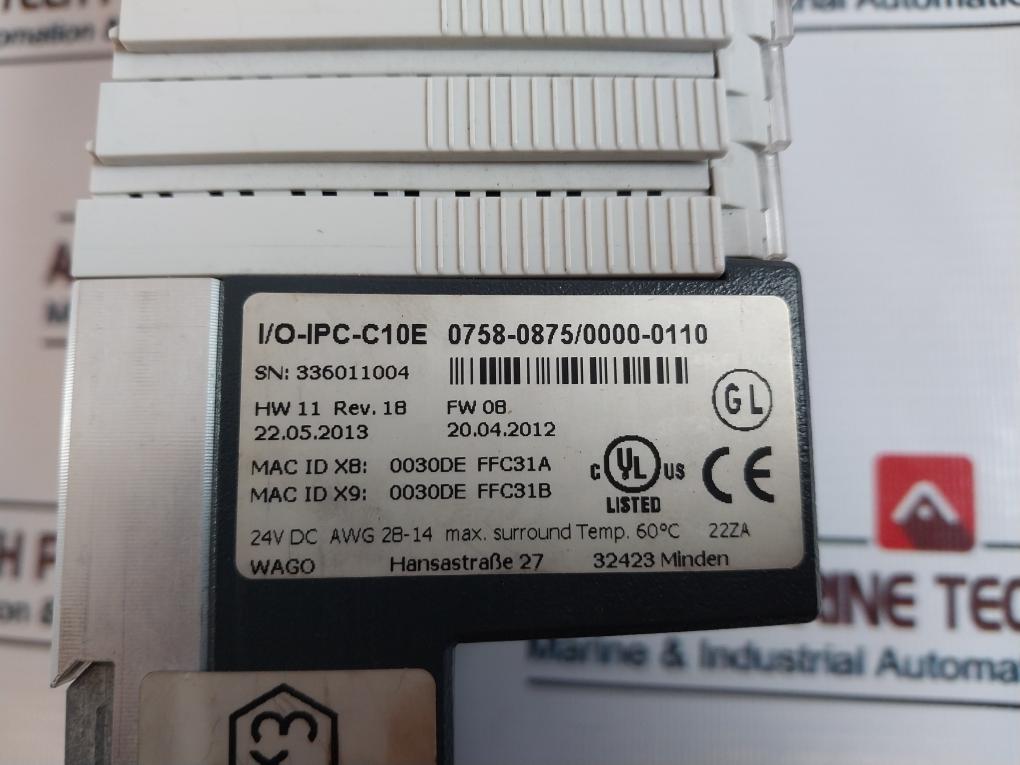 I/O-IPC-C10E 0758-0875/0000-0110
SN: 336011004
HW 11 Rev. 18 FW 08
22.05.2013 20.04.2012
GL
MAC ID X8: 0030DE FFC31A
MAC ID X9: 0030DE FFC31B
C UL US
LISTED
CE
24V DC AWG 28-14 max. surround Temp. 60°C 22ZA
WAGO Hansastraße 27 32423 Minden
Marine & Industrial Automa